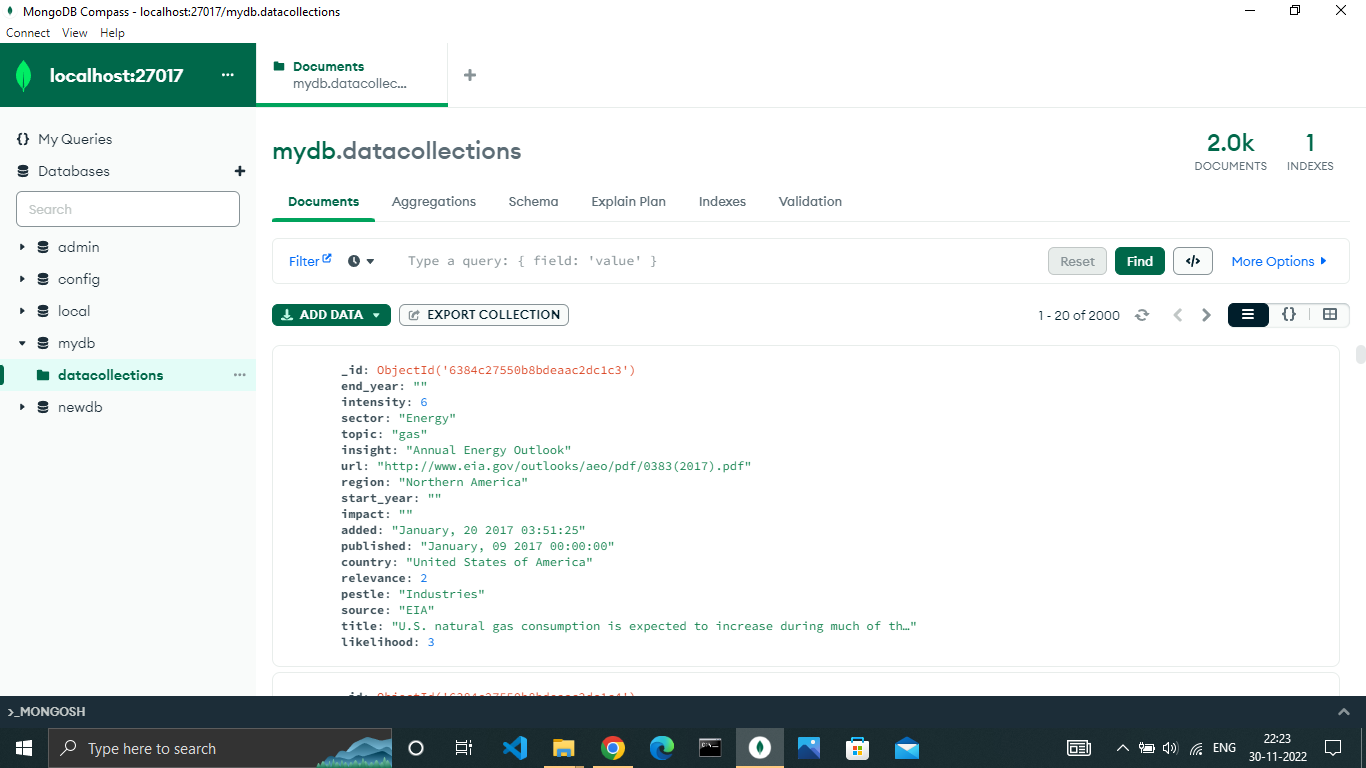 MongoDB Compass - localhost:27017/mydb.datacollections
Connect View Help
localhost:27017 ...
Documents
mydb.datacollec...
+
{} My Queries
Databases +
Search
admin
config
local
mydb
datacollections ...
newdb
mydb.datacollections
2.0k
DOCUMENTS
1
INDEXES
Documents Aggregations Schema Explain Plan Indexes Validation
Filter Type a query: { field: 'value' } Reset Find </> More Options
ADD DATA EXPORT COLLECTION 1 - 20 of 2000 {}
_id: ObjectId('6384c27550b8bdeaac2dc1c3')
end_year: ""
intensity: 6
sector: "Energy"
topic: "gas"
insight: "Annual Energy Outlook"
url: "http://www.eia.gov/outlooks/aeo/pdf/0383(2017).pdf"
region: "Northern America"
start_year: ""
impact: ""
added: "January, 20 2017 03:51:25"
published: "January, 09 2017 00:00:00"
country: "United States of America"
relevance: 2
pestle: "Industries"
source: "EIA"
title: "U.S. natural gas consumption is expected to increase during much of th…"
likelihood: 3
_id: ObjectId('6384c27550b8bdeaac2dc1c4')
>_MONGOSH
Type here to search
ENG
22:23
30-11-2022